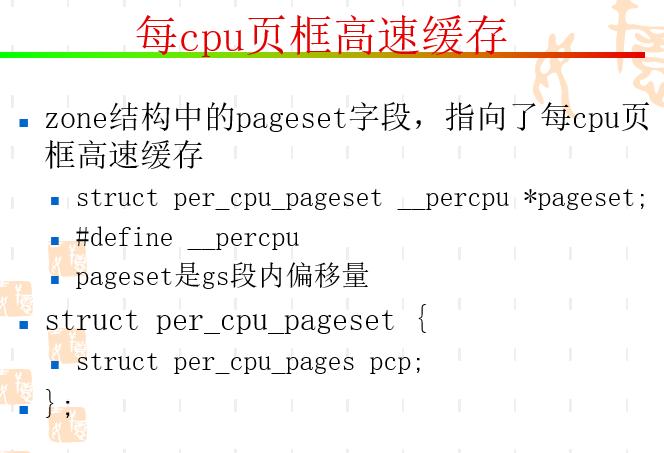 每cpu页框高速缓存
zone结构中的pageset字段，指向了每cpu页
框高速缓存
struct per_cpu_pageset __percpu *pageset;
#define __percpu
pageset是gs段内偏移量
struct per_cpu_pageset {
struct per_cpu_pages pcp;
};